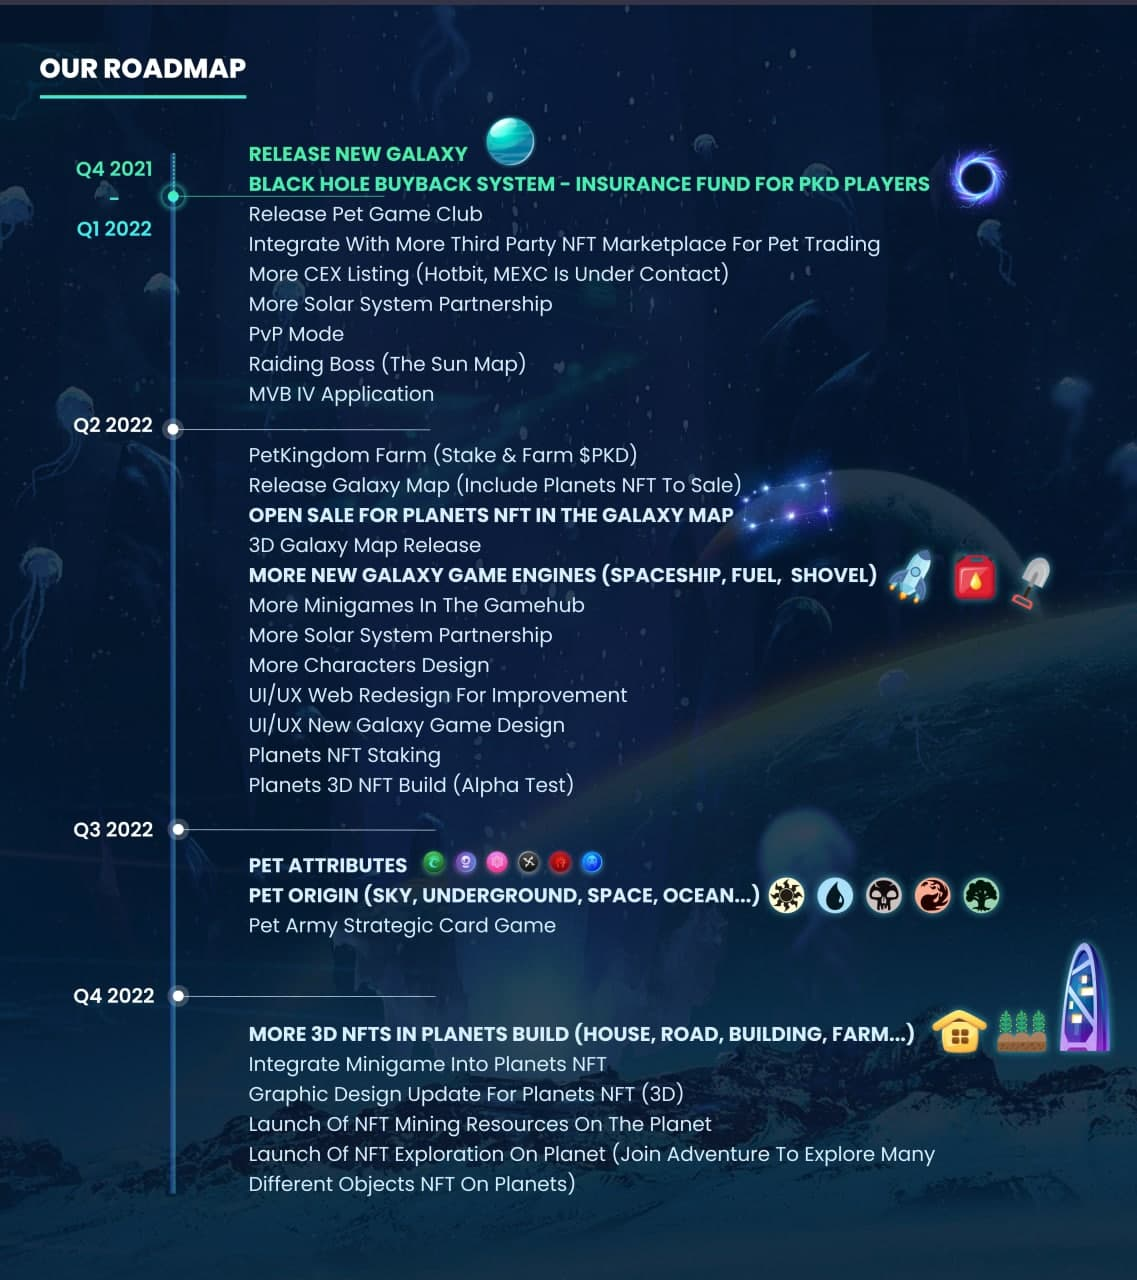 OUR ROADMAP
Q4 2021
–
Q1 2022
RELEASE NEW GALAXY
BLACK HOLE BUYBACK SYSTEM – INSURANCE FUND FOR PKD PLAYERS
Release Pet Game Club
Integrate With More Third Party NFT Marketplace For Pet Trading
More CEX Listing (Hotbit, MEXC Is Under Contact)
More Solar System Partnership
PvP Mode
Raiding Boss (The Sun Map)
MVB IV Application
Q2 2022
PetKingdom Farm (Stake & Farm $PKD)
Release Galaxy Map (Include Planets NFT To Sale)
OPEN SALE FOR PLANETS NFT IN THE GALAXY MAP
3D Galaxy Map Release
MORE NEW GALAXY GAME ENGINES (SPACESHIP, FUEL, SHOVEL)
More Minigames In The Gamehub
More Solar System Partnership
More Characters Design
UI/UX Web Redesign For Improvement
UI/UX New Galaxy Game Design
Planets NFT Staking
Planets 3D NFT Build (Alpha Test)
Q3 2022
PET ATTRIBUTES
PET ORIGIN (SKY, UNDERGROUND, SPACE, OCEAN...)
Pet Army Strategic Card Game
Q4 2022
MORE 3D NFTS IN PLANETS BUILD (HOUSE, ROAD, BUILDING, FARM...)
Integrate Minigame Into Planets NFT
Graphic Design Update For Planets NFT (3D)
Launch Of NFT Mining Resources On The Planet
Launch Of NFT Exploration On Planet (Join Adventure To Explore Many
Different Objects NFT On Planets)